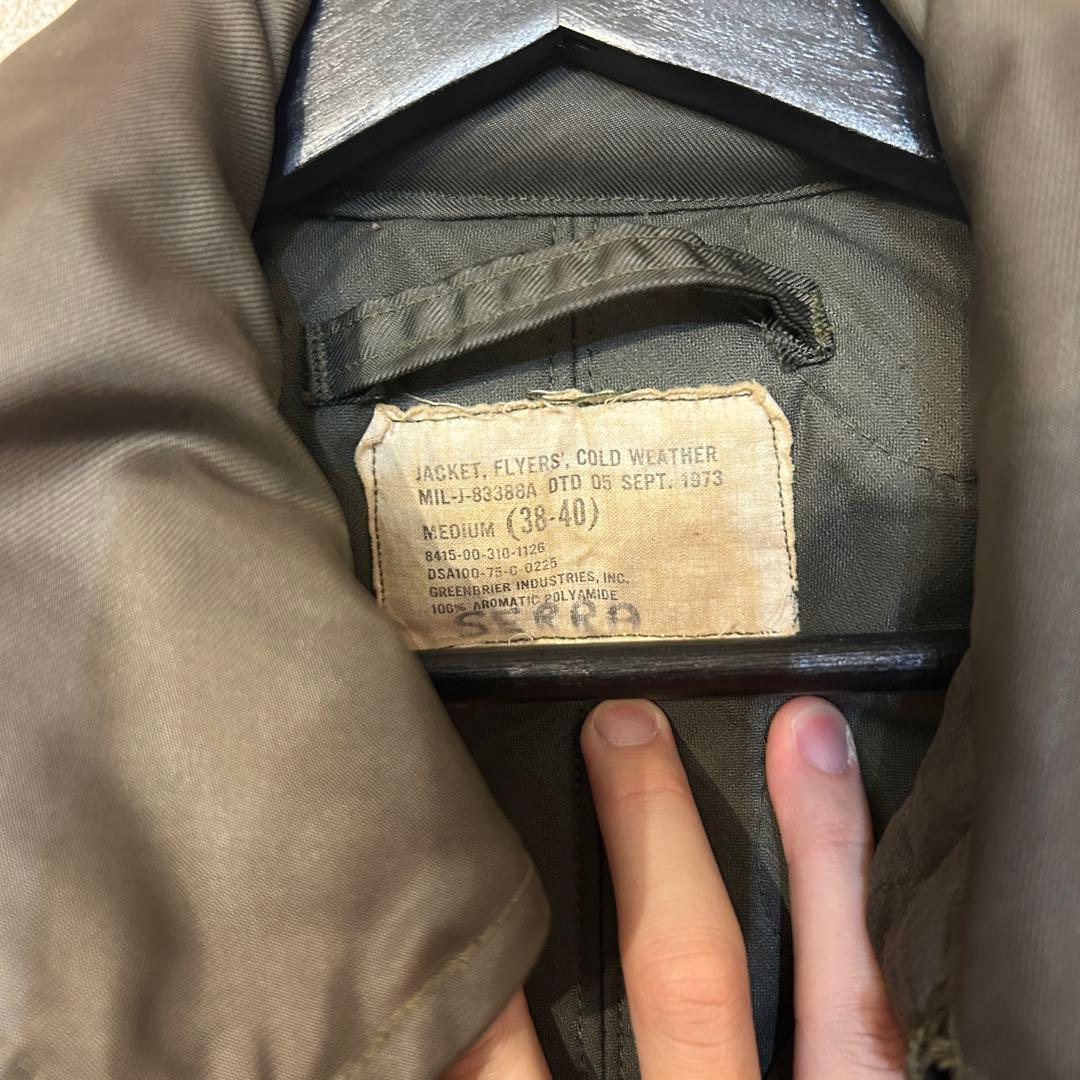 JACKET, FLYERS', COLD WEATHER
MIL-J-83388A DTD 05 SEPT. 1973
MEDIUM (38-40)
8415-00-310-1126
DSA100-75-C-0225
GREENBRIER INDUSTRIES, INC.
100% AROMATIC POLYAMIDE
SERRA